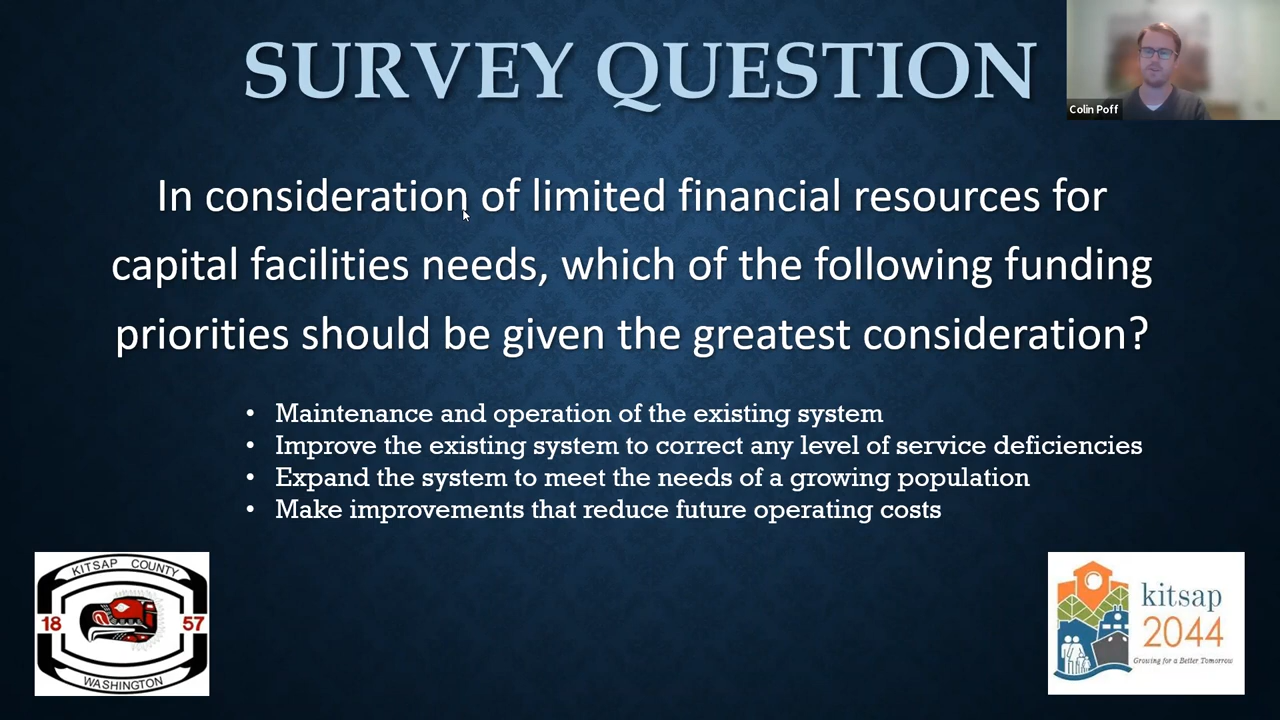 SURVEY QUESTION
Colin Poff
In consideration of limited financial resources for
capital facilities needs, which of the following funding
priorities should be given the greatest consideration?
• Maintenance and operation of the existing system
• Improve the existing system to correct any level of service deficiencies
• Expand the system to meet the needs of a growing population
• Make improvements that reduce future operating costs
KITSAP COUNTY
18 57
WASHINGTON
kitsap
2044
Growing for a Better Tomorrow